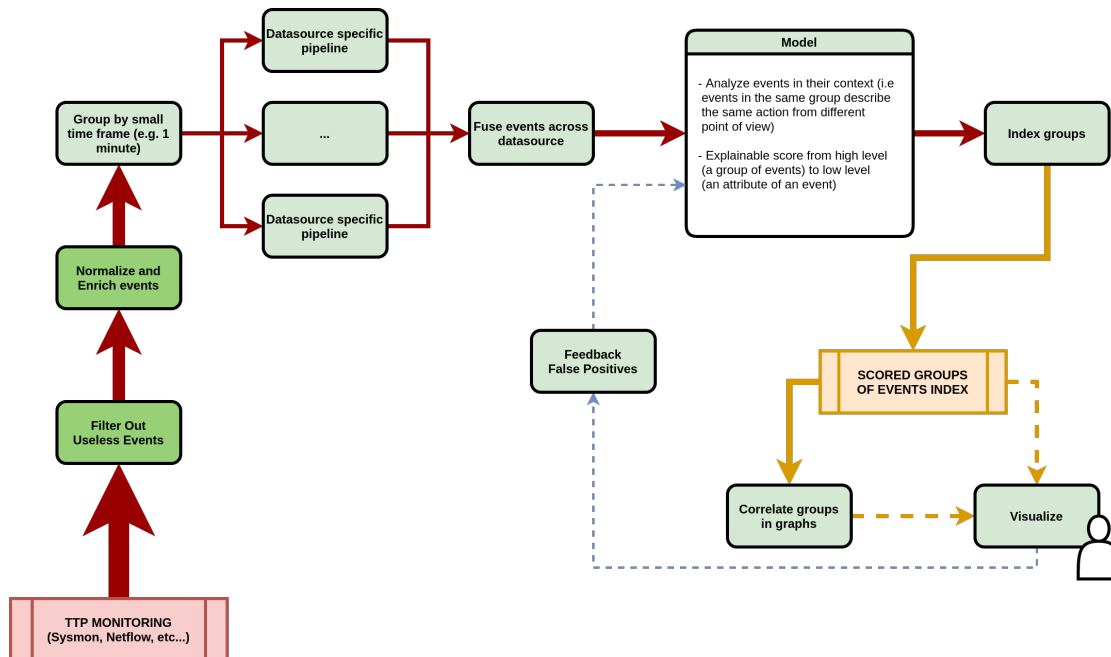 Datasource specific
pipeline
Model
- Analyze events in their context (i.e
events in the same group describe
the same action from different
point of view)
- Explainable score from high level
(a group of events) to low level
(an attribute of an event)
Group by small
time frame (e.g. 1
minute)
...
Fuse events across
datasource
Index groups
Datasource specific
pipeline
Normalize and
Enrich events
Feedback
False Positives
SCORED GROUPS
OF EVENTS INDEX
Filter Out
Useless Events
Correlate groups
in graphs
Visualize
TTP MONITORING
(Sysmon, Netflow, etc...)